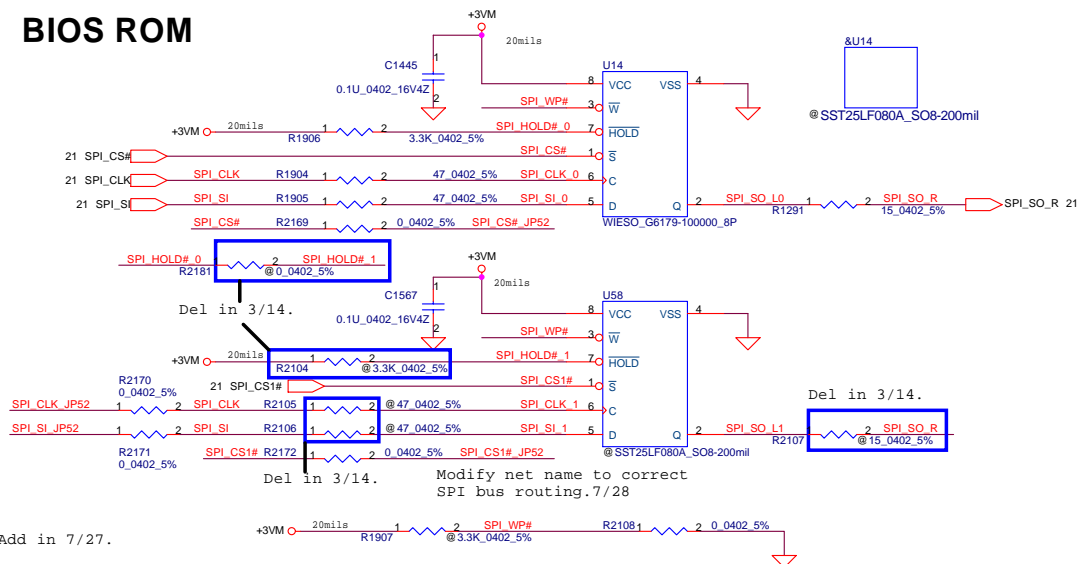 BIOS ROM
+3VM
20mils
C1445
1
2
0.1U_0402_16V4Z
U14
8 VCC VSS 4
SPI_WP# 3 W
+3VM 20mils R1906 1 2 3.3K_0402_5% SPI_HOLD#_0 7 HOLD
21 SPI_CS# SPI_CS# 1 S
21 SPI_CLK SPI_CLK R1904 1 2 47_0402_5% SPI_CLK_0 6 C
21 SPI_SI SPI_SI R1905 1 2 47_0402_5% SPI_SI_0 5 D Q 2 SPI_SO_L0 R1291 1 2 SPI_SO_R 15_0402_5% SPI_SO_R 21
WIESO_G6179-100000_8P
&U14
@SST25LF080A_SO8-200mil
SPI_CS# R2169 1 2 0_0402_5% SPI_CS#_JP52
SPI_HOLD#_0 R2181 1 2 @0_0402_5% SPI_HOLD#_1
Del in 3/14.
+3VM
20mils
C1567
1
2
0.1U_0402_16V4Z
U58
8 VCC VSS 4
SPI_WP# 3 W
+3VM 20mils R2104 1 2 @3.3K_0402_5% SPI_HOLD#_1 7 HOLD
21 SPI_CS1# 1 S
R2170
0_0402_5%
SPI_CLK_JP52 1 2 SPI_CLK R2105 1 2 @47_0402_5% SPI_CLK_1 6 C
SPI_SI_JP52 1 2 SPI_SI R2106 1 2 @47_0402_5% SPI_SI_1 5 D Q 2 SPI_SO_L1 R2107 1 2 SPI_SO_R @15_0402_5%
Del in 3/14.
R2171
0_0402_5%
@SST25LF080A_SO8-200mil
SPI_CS1# R2172 1 2 0_0402_5% SPI_CS1#_JP52
Del in 3/14.
Modify net name to correct
SPI bus routing.7/28
Add in 7/27.
+3VM 20mils R1907 1 2 @3.3K_0402_5% SPI_WP# R2108 1 2 0_0402_5%